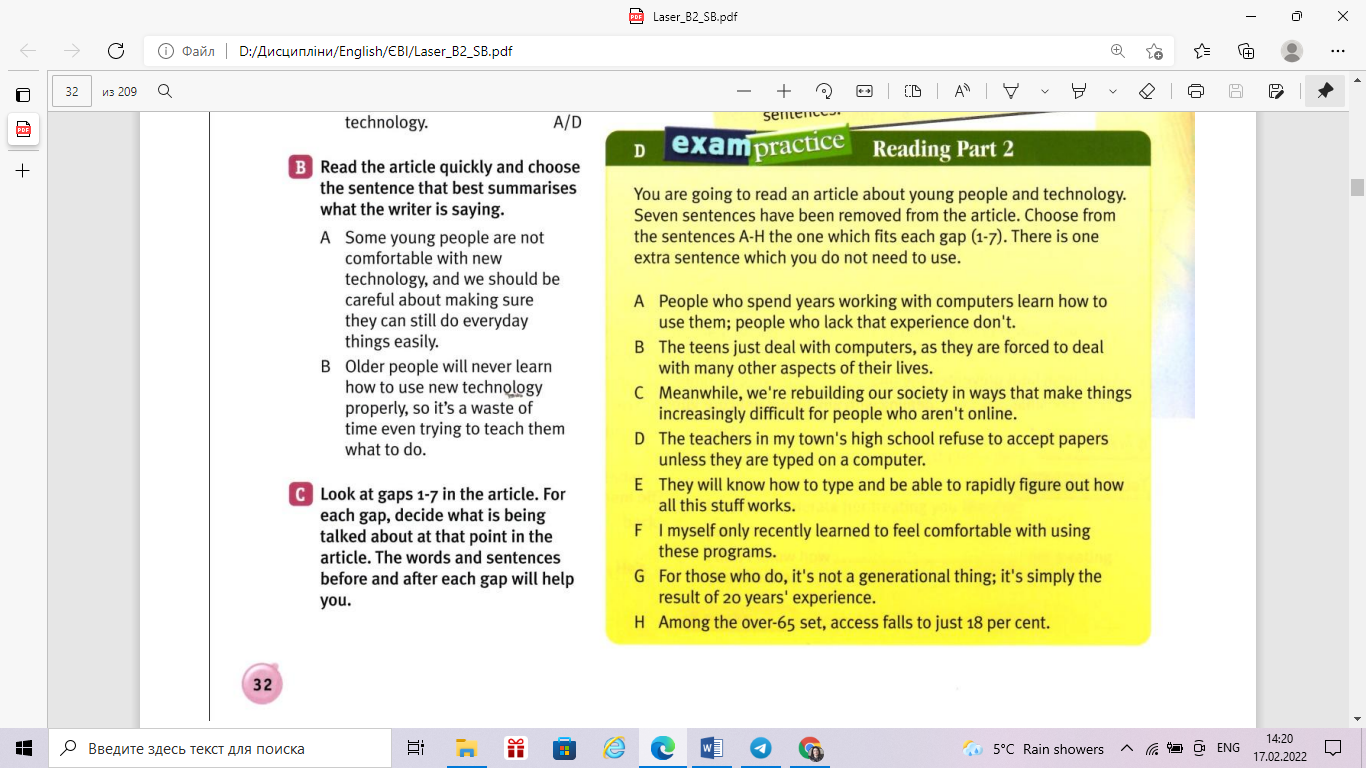 Laser_B2_SB.pdf
Файл D:/Дисципліни/English/ЄВІ/Laser_B2_SB.pdf
32 из 209
technology. A/D
B Read the article quickly and choose
the sentence that best summarises
what the writer is saying.
A Some young people are not
comfortable with new
technology, and we should be
careful about making sure
they can still do everyday
things easily.
B Older people will never learn
how to use new technology
properly, so it's a waste of
time even trying to teach them
what to do.
C Look at gaps 1-7 in the article. For
each gap, decide what is being
talked about at that point in the
article. The words and sentences
before and after each gap will help
you.
32
sentences.
D exam practice Reading Part 2
You are going to read an article about young people and technology.
Seven sentences have been removed from the article. Choose from
the sentences A-H the one which fits each gap (1-7). There is one
extra sentence which you do not need to use.
A People who spend years working with computers learn how to
use them; people who lack that experience don't.
B The teens just deal with computers, as they are forced to deal
with many other aspects of their lives.
C Meanwhile, we're rebuilding our society in ways that make things
increasingly difficult for people who aren't online.
D The teachers in my town's high school refuse to accept papers
unless they are typed on a computer.
E They will know how to type and be able to rapidly figure out how
all this stuff works.
F I myself only recently learned to feel comfortable with using
these programs.
G For those who do, it's not a generational thing; it's simply the
result of 20 years' experience.
H Among the over-65 set, access falls to just 18 per cent.
Введите здесь текст для поиска
5°C Rain showers
ENG
14:20
17.02.2022